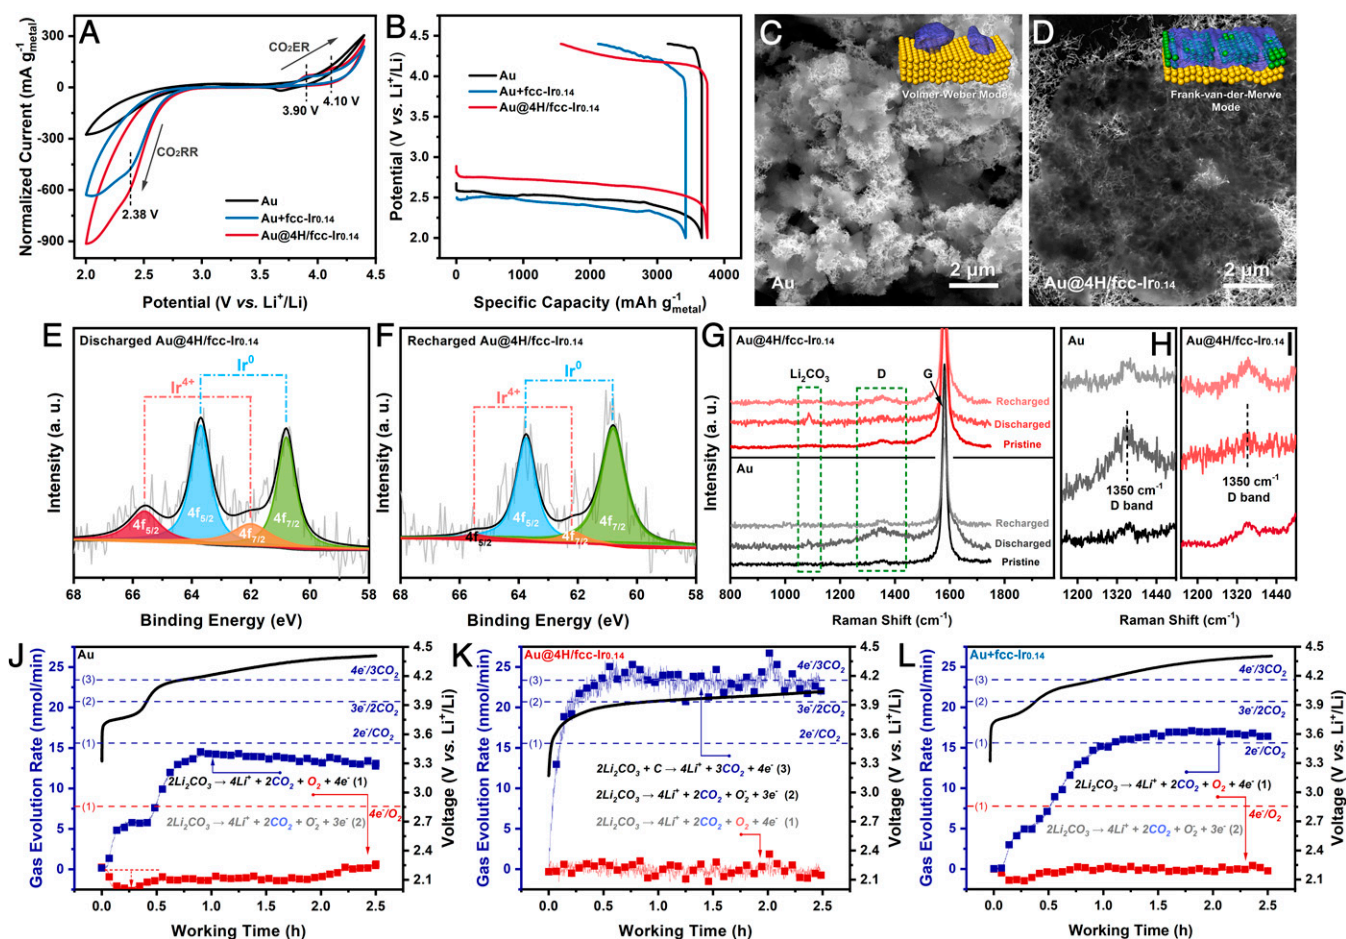 A
Normalized Current (mA g⁻¹metal)
300
0
-300
-600
-900
CO₂ER
3.90 V
4.10 V
CO₂RR
2.38 V
Au
Au+fcc-Ir0.14
Au@4H/fcc-Ir0.14
2.0 2.5 3.0 3.5 4.0 4.5
Potential (V vs. Li⁺/Li)
B
Potential (V vs. Li⁺/Li)
4.5
4.0
3.5
3.0
2.5
2.0
Au
Au+fcc-Ir0.14
Au@4H/fcc-Ir0.14
0 1000 2000 3000 4000
Specific Capacity (mAh g⁻¹metal)
C
Volmer-Weber Mode
Au
2 μm
D
Frank-van-der-Merwe
Mode
Au@4H/fcc-Ir0.14
2 μm
E
Discharged Au@4H/fcc-Ir0.14
Ir⁰
Ir⁴⁺
4f5/2
4f5/2
4f7/2
4f7/2
Intensity (a. u.)
68 66 64 62 60 58
Binding Energy (eV)
F
Recharged Au@4H/fcc-Ir0.14
Ir⁰
Ir⁴⁺
4f5/2
4f5/2
4f7/2
4f7/2
Intensity (a. u.)
68 66 64 62 60 58
Binding Energy (eV)
G
Au@4H/fcc-Ir0.14
Li₂CO₃
D
G
Recharged
Discharged
Pristine
Au
Recharged
Discharged
Pristine
Intensity (a. u.)
800 1000 1200 1400 1600 1800
Raman Shift (cm⁻¹)
H
Au
1350 cm⁻¹
D band
1200 1320 1440
Raman Shift (cm⁻¹)
I
Au@4H/fcc-Ir0.14
1350 cm⁻¹
D band
1200 1320 1440
Raman Shift (cm⁻¹)
J
Au
Gas Evolution Rate (nmol/min)
25
20
15
10
5
0
(3)
4e⁻/3CO₂
(2)
3e⁻/2CO₂
(1)
2e⁻/CO₂
2Li₂CO₃ → 4Li⁺ + 2CO₂ + O₂ + 4e⁻ (1)
(1)
4e⁻/O₂
2Li₂CO₃ → 4Li⁺ + 2CO₂ + O₂⁻ + 3e⁻ (2)
4.5
4.2
3.9
3.6
3.3
3.0
2.7
2.4
2.1
Voltage (V vs. Li⁺/Li)
0.0 0.5 1.0 1.5 2.0 2.5
Working Time (h)
K
Au@4H/fcc-Ir0.14
Gas Evolution Rate (nmol/min)
25
20
15
10
5
0
(3)
4e⁻/3CO₂
(2)
3e⁻/2CO₂
(1)
2e⁻/CO₂
2Li₂CO₃ + C → 4Li⁺ + 3CO₂ + 4e⁻ (3)
2Li₂CO₃ → 4Li⁺ + 2CO₂ + O₂⁻ + 3e⁻ (2)
2Li₂CO₃ → 4Li⁺ + 2CO₂ + O₂ + 4e⁻ (1)
4.5
4.2
3.9
3.6
3.3
3.0
2.7
2.4
2.1
Voltage (V vs. Li⁺/Li)
0.0 0.5 1.0 1.5 2.0 2.5
Working Time (h)
L
Au+fcc-Ir0.14
Gas Evolution Rate (nmol/min)
25
20
15
10
5
0
(3)
4e⁻/3CO₂
(2)
3e⁻/2CO₂
(1)
2e⁻/CO₂
2Li₂CO₃ → 4Li⁺ + 2CO₂ + O₂ + 4e⁻ (1)
(1)
4e⁻/O₂
2Li₂CO₃ → 4Li⁺ + 2CO₂ + O₂⁻ + 3e⁻ (2)
4.5
4.2
3.9
3.6
3.3
3.0
2.7
2.4
2.1
Voltage (V vs. Li⁺/Li)
0.0 0.5 1.0 1.5 2.0 2.5
Working Time (h)